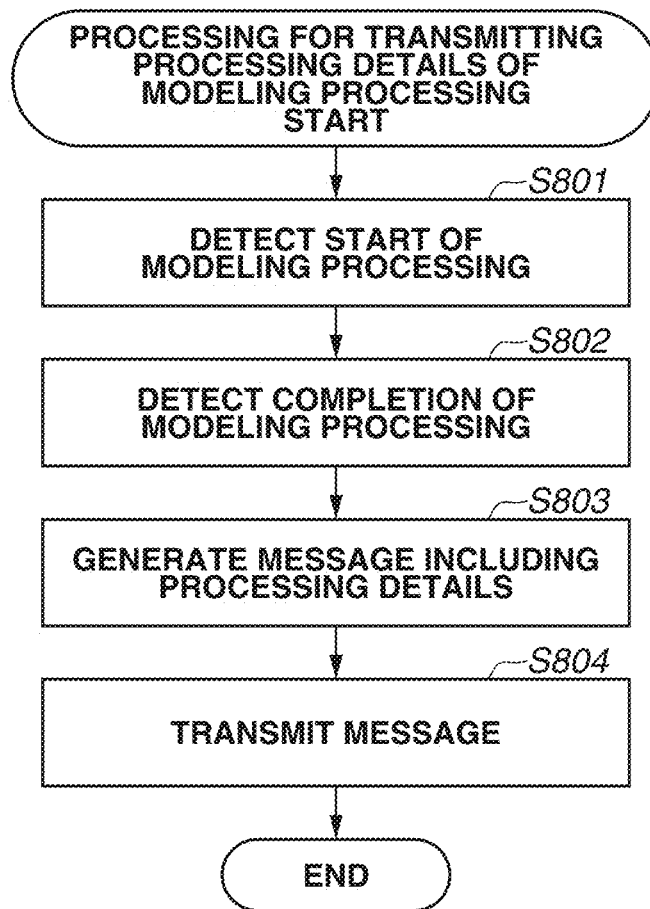 PROCESSING FOR TRANSMITTING
PROCESSING DETAILS OF
MODELING PROCESSING
START
S801
DETECT START OF
MODELING PROCESSING
S802
DETECT COMPLETION OF
MODELING PROCESSING
S803
GENERATE MESSAGE INCLUDING
PROCESSING DETAILS
S804
TRANSMIT MESSAGE
END